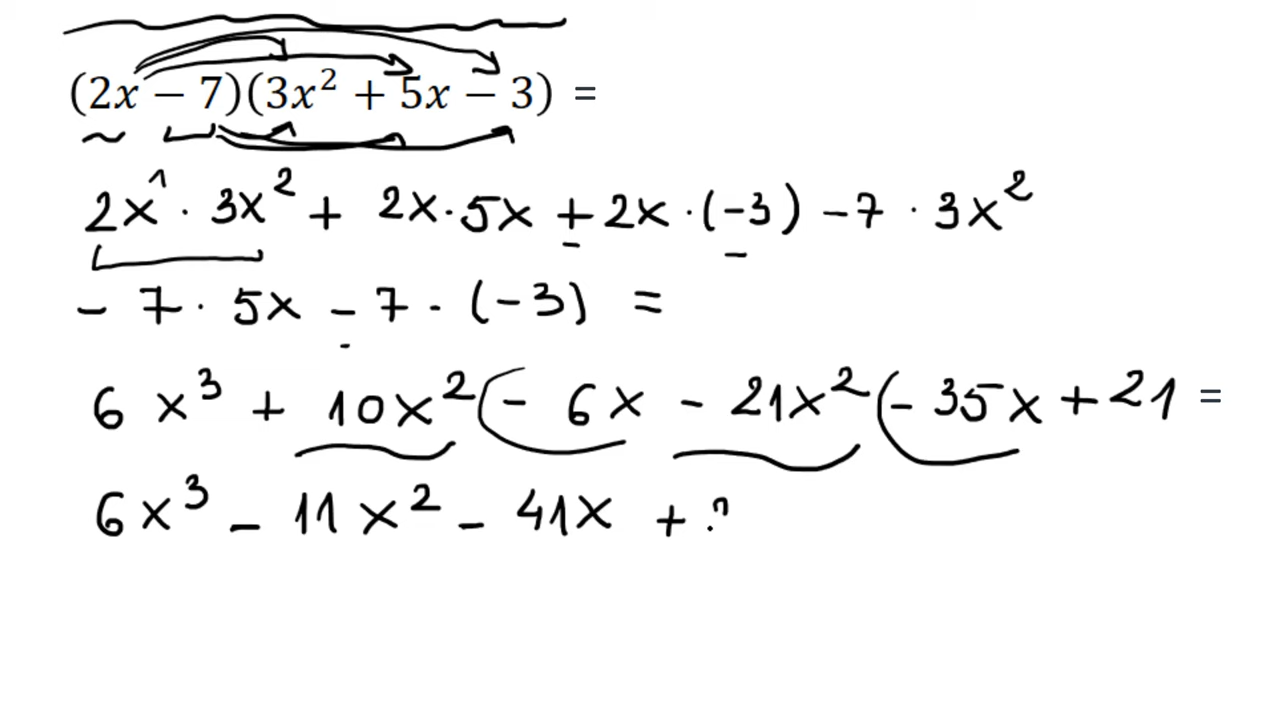 (2x − 7)(3x² + 5x − 3) =
2x¹ · 3x² + 2x · 5x + 2x · (−3) − 7 · 3x²
− 7 · 5x − 7 · (−3) =
6x³ + 10x² − 6x − 21x² − 35x + 21 =
6x³ − 11x² − 41x +